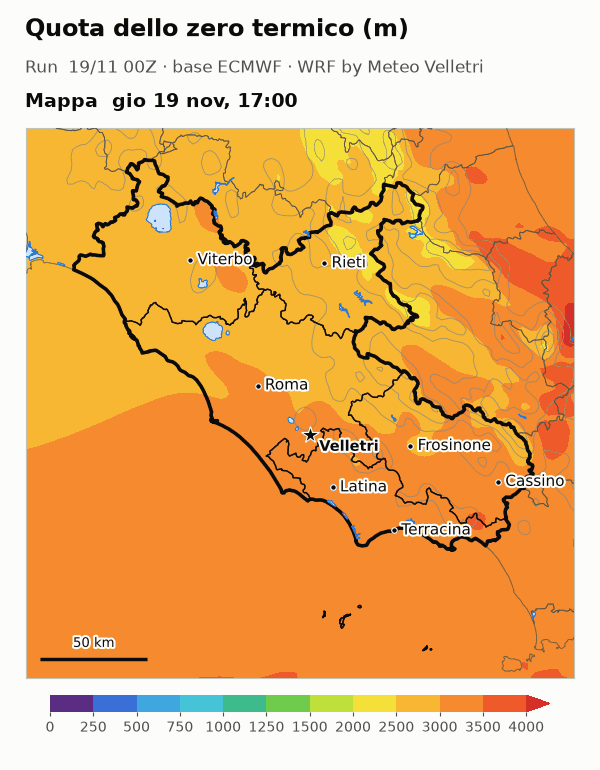 Quota dello zero termico (m)
Run 19/11 00Z · base ECMWF · WRF by Meteo Velletri
Mappa gio 19 nov, 17:00
Viterbo
Rieti
Roma
Velletri
Frosinone
Latina
Cassino
Terracina
50 km
0 250 500 750 1000 1250 1500 2000 2500 3000 3500 4000